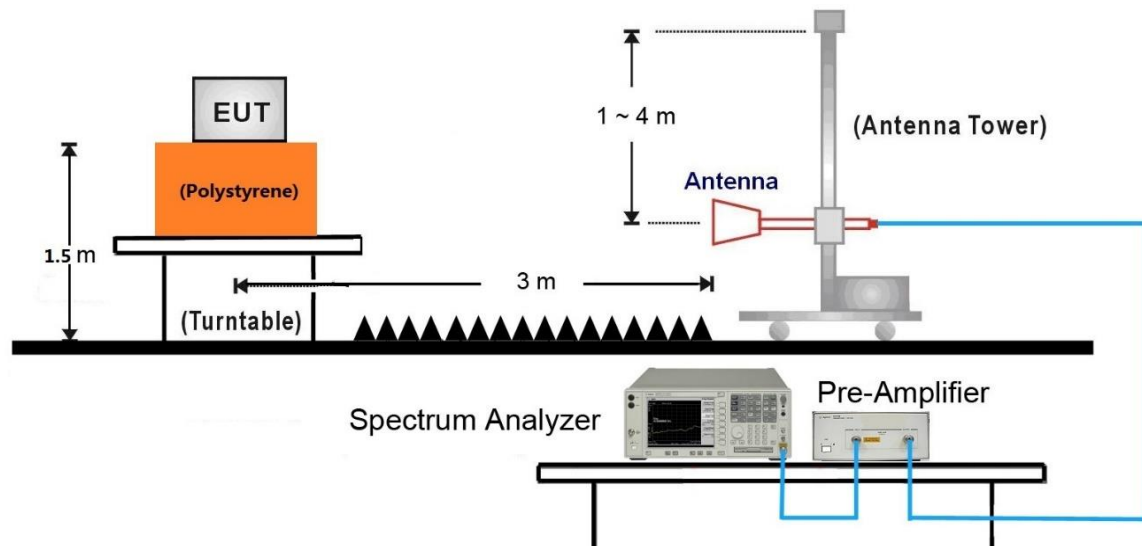 EUT
(Polystyrene)
1.5 m
(Turntable)
3 m
1 ~ 4 m
(Antenna Tower)
Antenna
Spectrum Analyzer
Pre-Amplifier